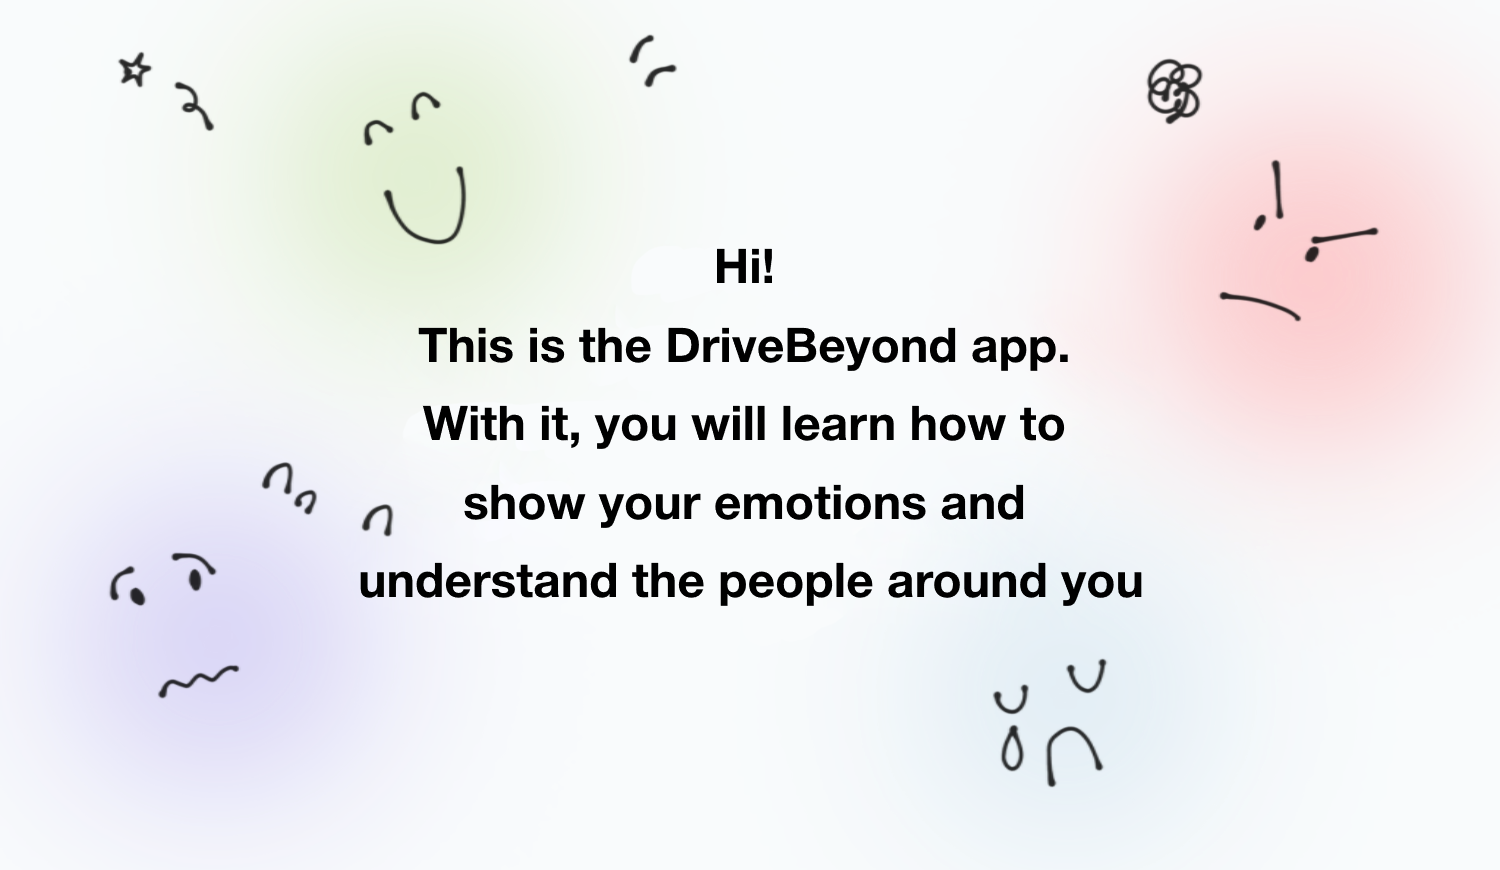 Hi!
This is the DriveBeyond app.
With it, you will learn how to
show your emotions and
understand the people around you